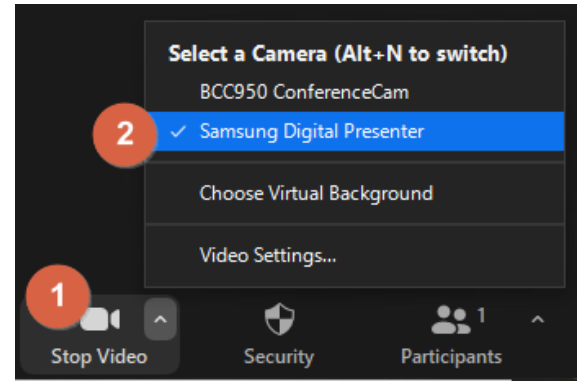 Select a Camera (Alt+N to switch)
BCC950 ConferenceCam
2
Samsung Digital Presenter
Choose Virtual Background
Video Settings...
1
1
Stop Video
Security
Participants